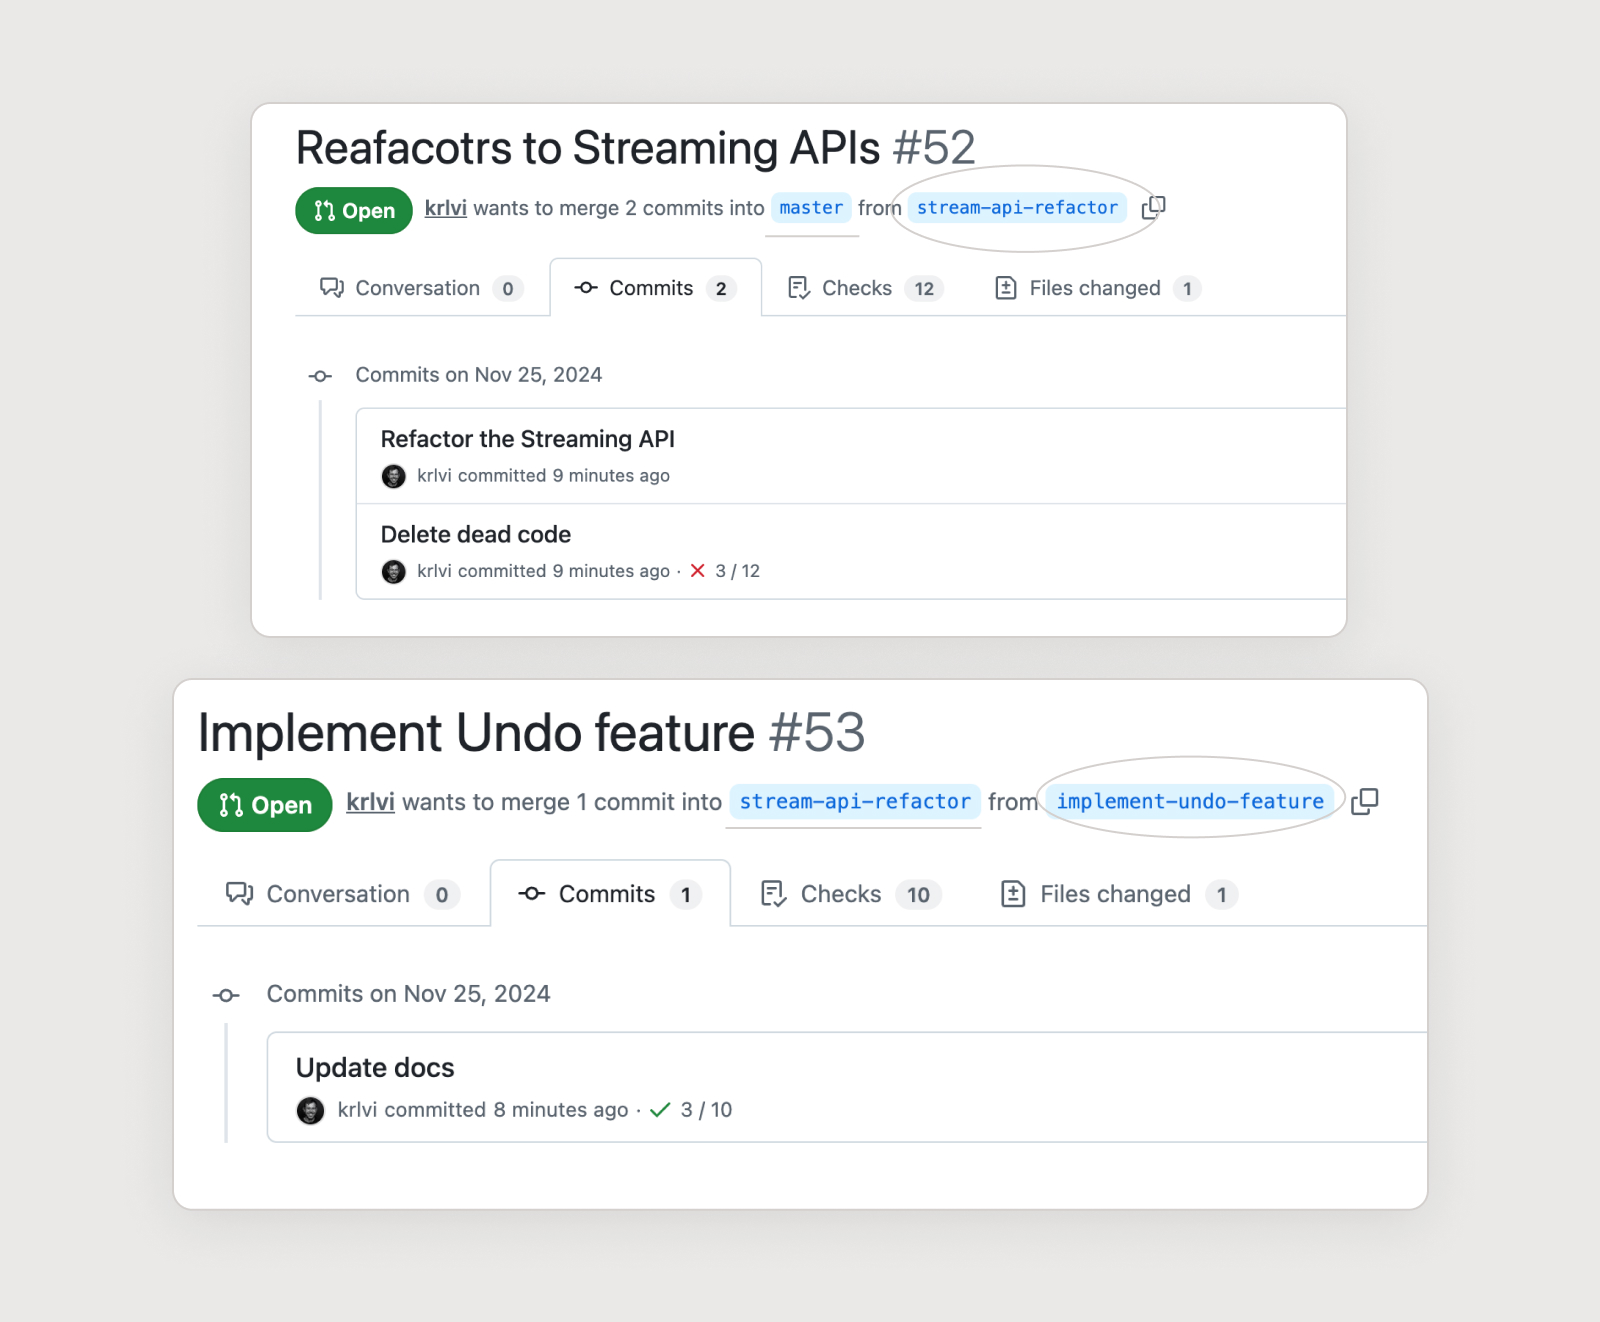 Reafacotrs to Streaming APIs #52
Open krlvi wants to merge 2 commits into master from stream-api-refactor
Conversation 0 Commits 2 Checks 12 Files changed 1
Commits on Nov 25, 2024
Refactor the Streaming API
krlvi committed 9 minutes ago
Delete dead code
krlvi committed 9 minutes ago · 3 / 12
Implement Undo feature #53
Open krlvi wants to merge 1 commit into stream-api-refactor from implement-undo-feature
Conversation 0 Commits 1 Checks 10 Files changed 1
Commits on Nov 25, 2024
Update docs
krlvi committed 8 minutes ago · 3 / 10